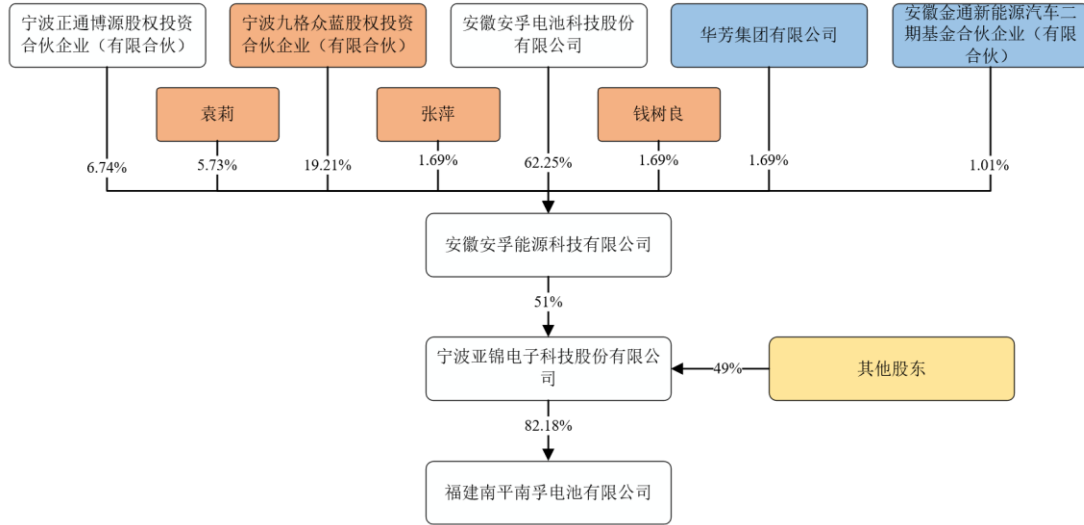 宁波正通博源股权投资
合伙企业（有限合伙）
宁波九格众蓝股权投资
合伙企业（有限合伙）
安徽安孚电池科技股份
有限公司
华芳集团有限公司
安徽金通新能源汽车二
期基金合伙企业（有限
合伙）
袁莉
张萍
钱树良
6.74%
5.73%
19.21%
1.69%
62.25%
1.69%
1.69%
1.01%
安徽安孚能源科技有限公司
51%
宁波亚锦电子科技股份有限公
司
49%
其他股东
82.18%
福建南平南孚电池有限公司